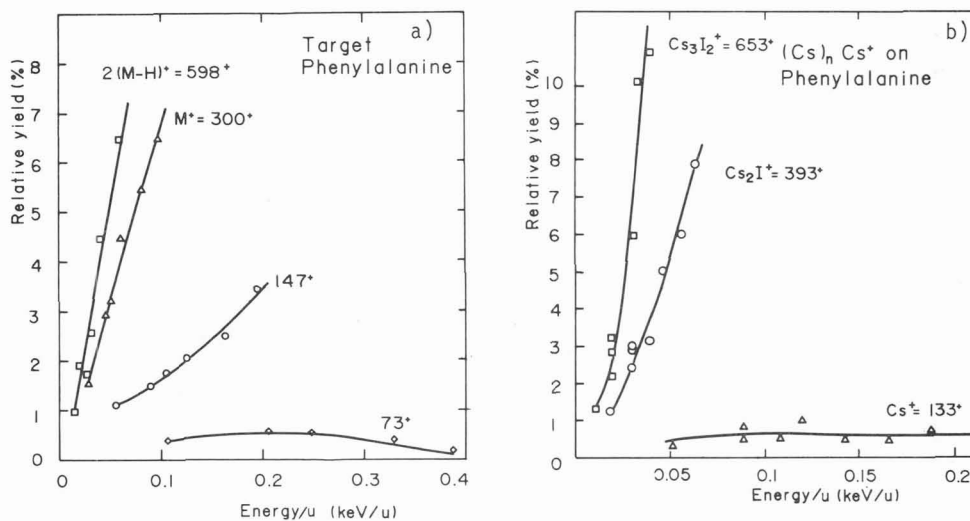 a)
Target
Phenylalanine
2(M-H)⁺ = 598⁺
M⁺ = 300⁺
147⁺
73⁺
Relative yield (%)
8
7
6
5
4
3
2
1
0
0
0.1
0.2
0.3
0.4
Energy/u (keV/u)
b)
Cs₃I₂⁺ = 653⁺
(Cs)ₙ Cs⁺ on
Phenylalanine
Cs₂I⁺ = 393⁺
Cs⁺ = 133⁺
Relative yield (%)
10
8
6
4
3
2
1
0
0.05
0.1
0.15
0.2
Energy/u (keV/u)